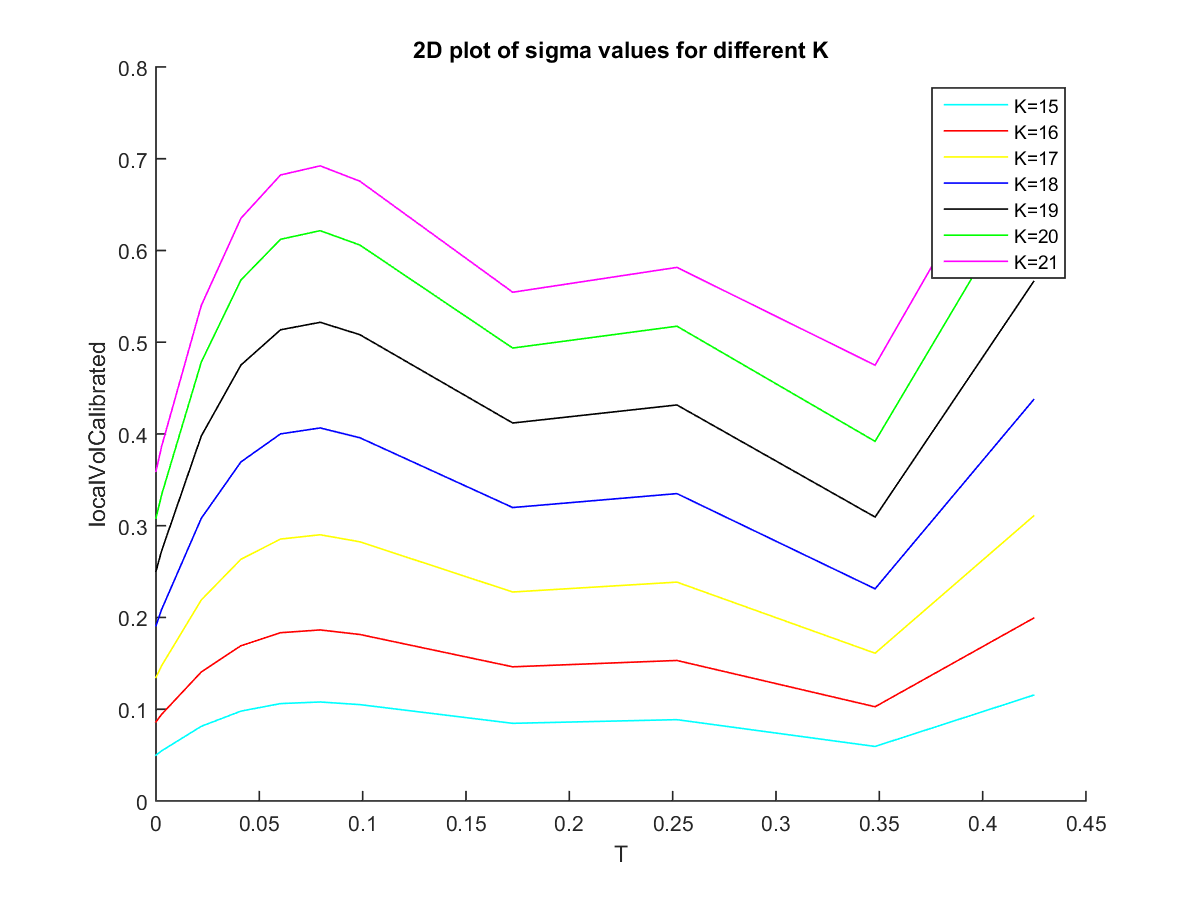 2D plot of sigma values for different K
0.8
0.7
0.6
0.5
0.4
0.3
0.2
0.1
0
localVolCalibrated
K=15
K=16
K=17
K=18
K=19
K=20
K=21
0 0.05 0.1 0.15 0.2 0.25 0.3 0.35 0.4 0.45
T